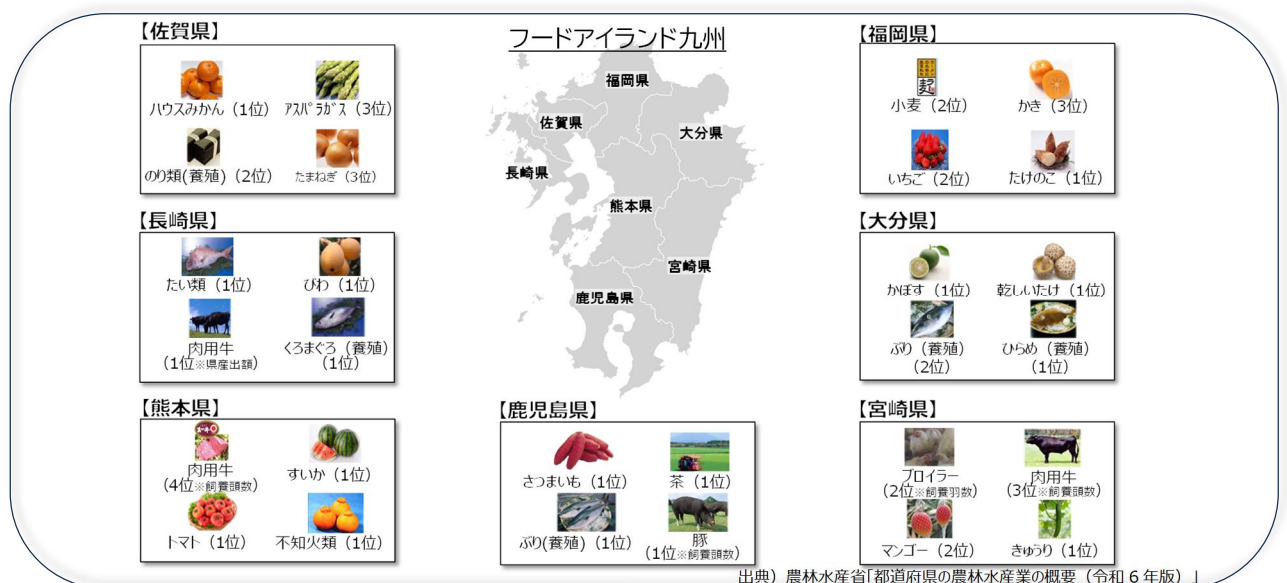 フードアイランド九州
福岡県
佐賀県
大分県
長崎県
熊本県
宮崎県
鹿児島県
【佐賀県】
ハウスみかん（1位） アスパラガス（3位）
のり類(養殖)（2位） たまねぎ（3位）
【福岡県】
小麦（2位） かき（3位）
いちご（2位） たけのこ（1位）
【長崎県】
たい類（1位） びわ（1位）
肉用牛
（1位※県産出額）
くろまぐろ（養殖）
（1位）
【大分県】
かぼす（1位） 乾しいたけ（1位）
ぶり（養殖）
（2位）
ひらめ（養殖）
（1位）
【熊本県】
肉用牛
（4位※飼養頭数）
すいか（1位）
トマト（1位） 不知火類（1位）
【鹿児島県】
さつまいも（1位） 茶（1位）
ぶり(養殖)（1位）
豚
（1位※飼養頭数）
【宮崎県】
ブロイラー
（2位※飼養羽数）
肉用牛
（3位※飼養頭数）
マンゴー（2位） きゅうり（1位）
出典）農林水産省「都道府県の農林水産業の概要（令和6年版）」